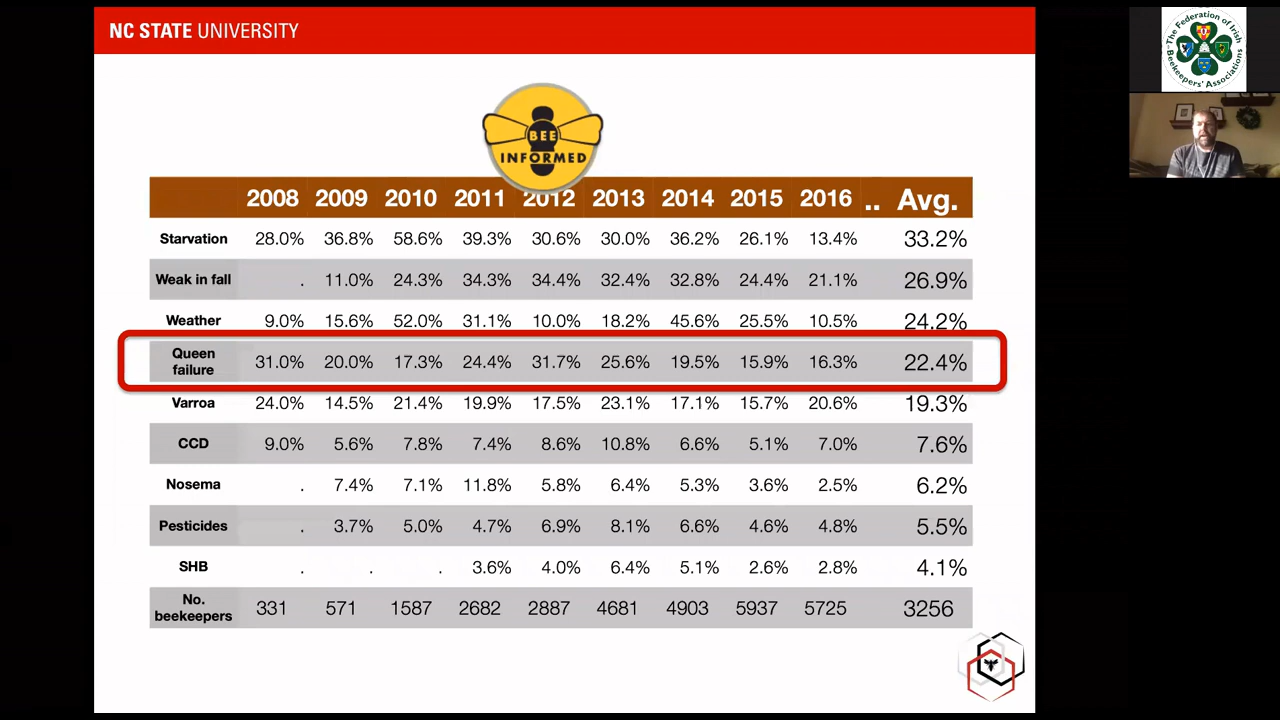 NC STATE UNIVERSITY
The Federation of Irish Beekeepers' Associations
BEE
INFORMED
2008 2009 2010 2011 2012 2013 2014 2015 2016 .. Avg.
Starvation 28.0% 36.8% 58.6% 39.3% 30.6% 30.0% 36.2% 26.1% 13.4% 33.2%
Weak in fall . 11.0% 24.3% 34.3% 34.4% 32.4% 32.8% 24.4% 21.1% 26.9%
Weather 9.0% 15.6% 52.0% 31.1% 10.0% 18.2% 45.6% 25.5% 10.5% 24.2%
Queen
failure 31.0% 20.0% 17.3% 24.4% 31.7% 25.6% 19.5% 15.9% 16.3% 22.4%
Varroa 24.0% 14.5% 21.4% 19.9% 17.5% 23.1% 17.1% 15.7% 20.6% 19.3%
CCD 9.0% 5.6% 7.8% 7.4% 8.6% 10.8% 6.6% 5.1% 7.0% 7.6%
Nosema . 7.4% 7.1% 11.8% 5.8% 6.4% 5.3% 3.6% 2.5% 6.2%
Pesticides . 3.7% 5.0% 4.7% 6.9% 8.1% 6.6% 4.6% 4.8% 5.5%
SHB . . . 3.6% 4.0% 6.4% 5.1% 2.6% 2.8% 4.1%
No.
beekeepers 331 571 1587 2682 2887 4681 4903 5937 5725 3256